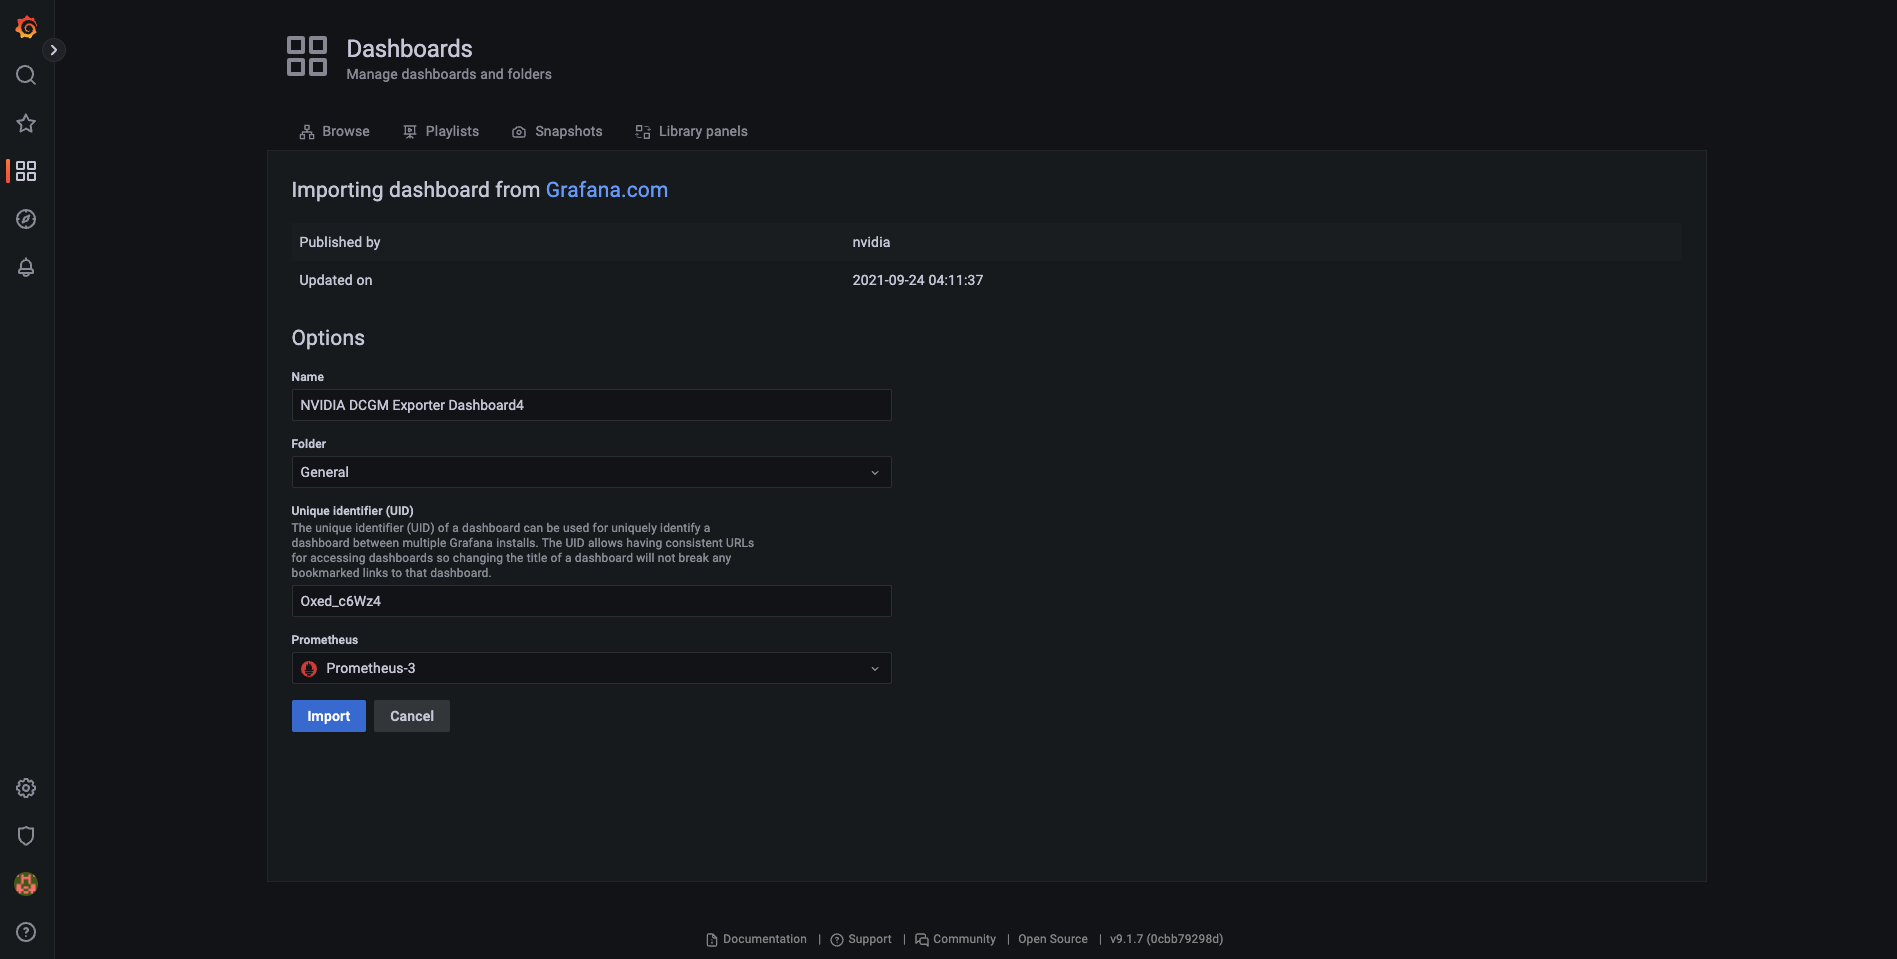 Dashboards
Manage dashboards and folders
Browse
Playlists
Snapshots
Library panels
Importing dashboard from Grafana.com
Published by
nvidia
Updated on
2021-09-24 04:11:37
Options
Name
NVIDIA DCGM Exporter Dashboard4
Folder
General
Unique identifier (UID)
The unique identifier (UID) of a dashboard can be used for uniquely identify a
dashboard between multiple Grafana installs. The UID allows having consistent URLs
for accessing dashboards so changing the title of a dashboard will not break any
bookmarked links to that dashboard.
Oxed_c6Wz4
Prometheus
Prometheus-3
Import
Cancel
Documentation | Support | Community | Open Source | v9.1.7 (0cbb79298d)